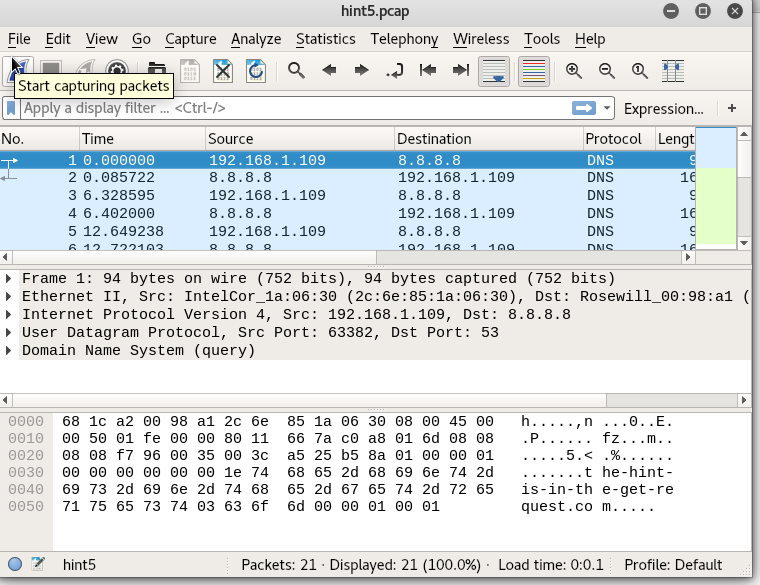 hint5.pcap
File Edit View Go Capture Analyze Statistics Telephony Wireless Tools Help
Start capturing packets
Apply a display filter ... <Ctrl-/> Expression... +
No. Time Source Destination Protocol Lengt
1 0.000000 192.168.1.109 8.8.8.8 DNS 9
2 0.085722 8.8.8.8 192.168.1.109 DNS 16
3 6.328595 192.168.1.109 8.8.8.8 DNS 9
4 6.402000 8.8.8.8 192.168.1.109 DNS 16
5 12.649238 192.168.1.109 8.8.8.8 DNS 9
6 12.722103 8.8.8.8 192.168.1.109 DNS 16
Frame 1: 94 bytes on wire (752 bits), 94 bytes captured (752 bits)
Ethernet II, Src: IntelCor_1a:06:30 (2c:6e:85:1a:06:30), Dst: Rosewill_00:98:a1 (
Internet Protocol Version 4, Src: 192.168.1.109, Dst: 8.8.8.8
User Datagram Protocol, Src Port: 63382, Dst Port: 53
Domain Name System (query)
0000 68 1c a2 00 98 a1 2c 6e 85 1a 06 30 08 00 45 00 h.....,n ...0..E.
0010 00 50 01 fe 00 00 80 11 66 7a c0 a8 01 6d 08 08 .P...... fz...m..
0020 08 08 f7 96 00 35 00 3c a5 25 b5 8a 01 00 00 01 .....5.< .%......
0030 00 00 00 00 00 00 1e 74 68 65 2d 68 69 6e 74 2d .......t he-hint-
0040 69 73 2d 69 6e 2d 74 68 65 2d 67 65 74 2d 72 65 is-in-th e-get-re
0050 71 75 65 73 74 03 63 6f 6d 00 00 01 00 01 quest.co m.....
hint5 Packets: 21 · Displayed: 21 (100.0%) · Load time: 0:0.1 Profile: Default